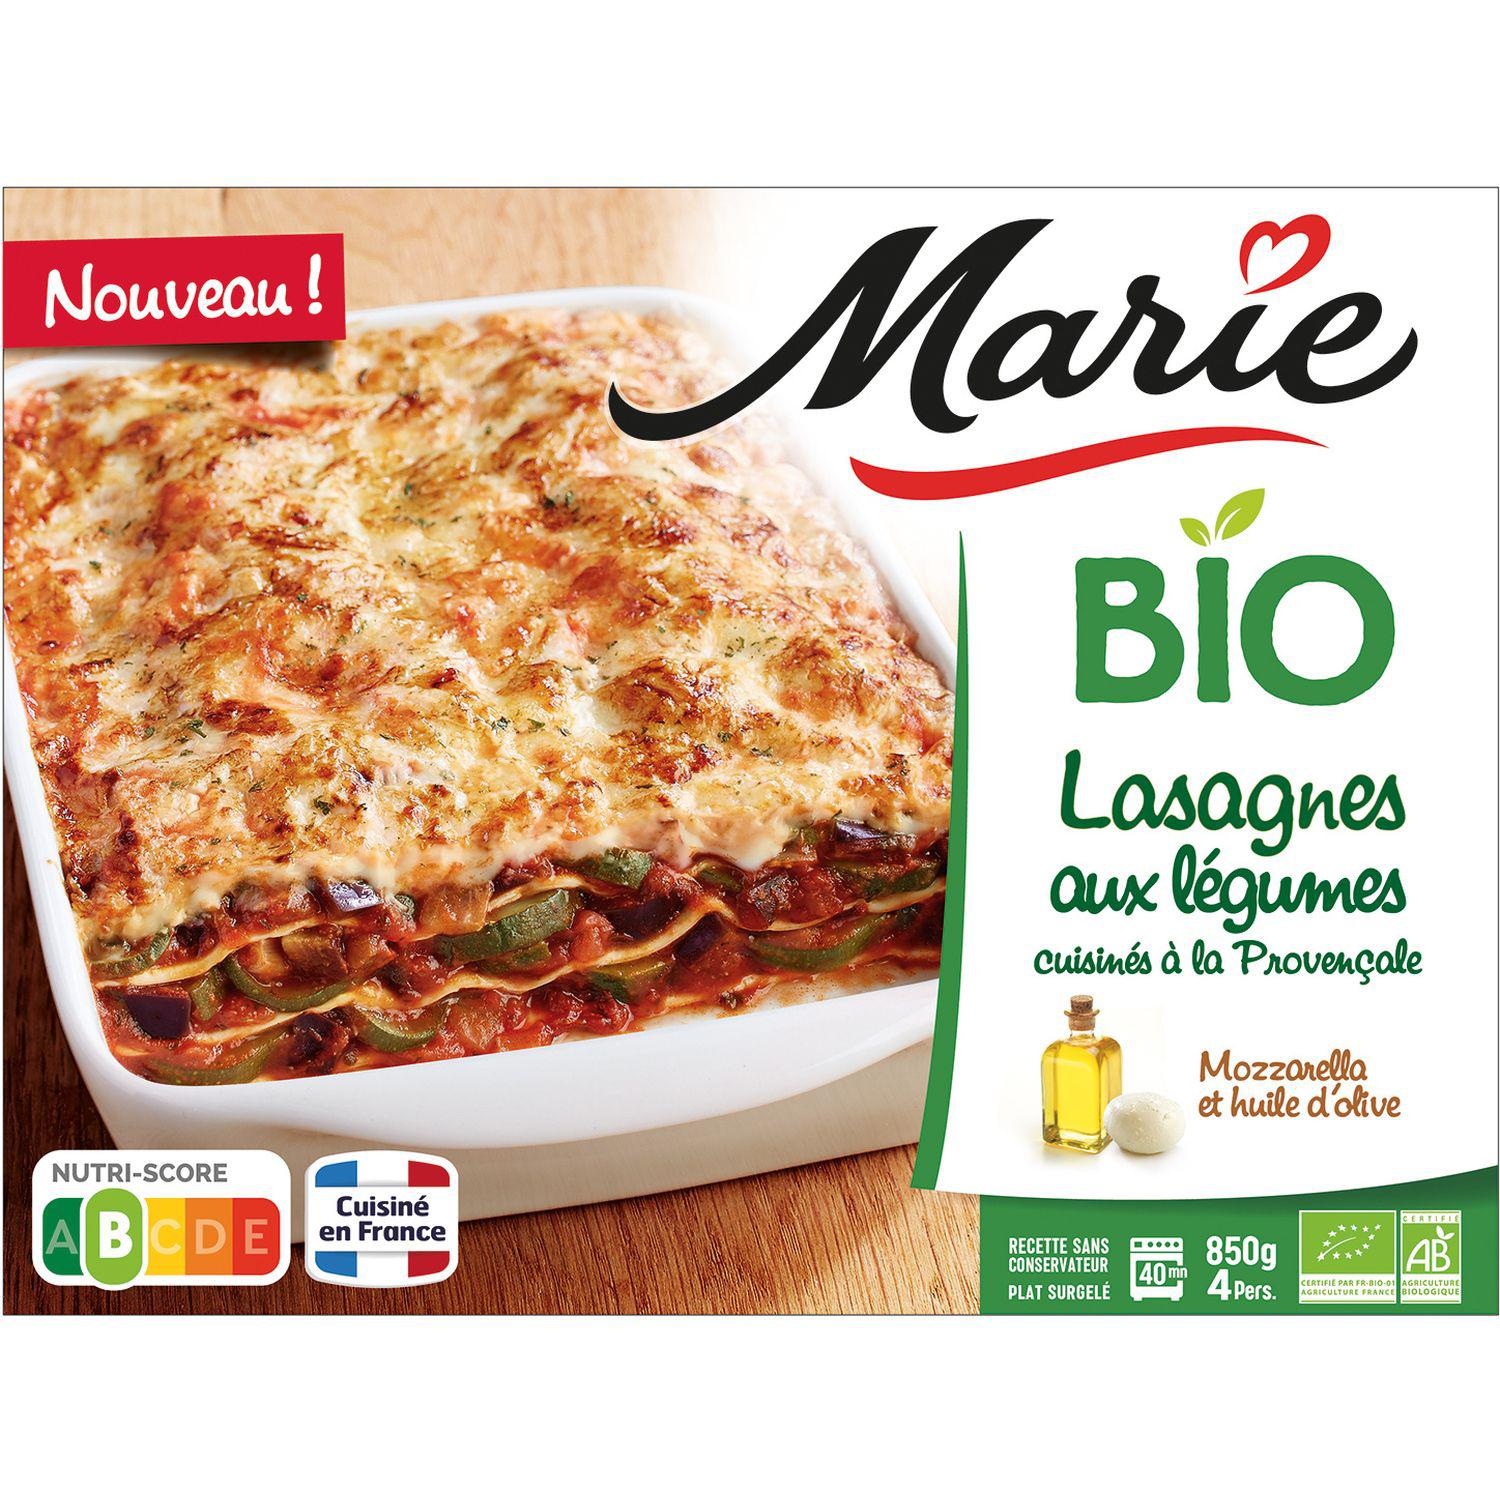 Nouveau !
Marie
BIO
Lasagnes
aux légumes
cuisinés à la Provençale
Mozzarella
et huile d'olive
NUTRI-SCORE
A B C D E
Cuisiné
en France
RECETTE SANS
CONSERVATEUR
PLAT SURGELÉ
40mn
850g
4 Pers.
CERTIFIÉ PAR FR-BIO-01
AGRICULTURE FRANCE
CERTIFIÉ
AB
AGRICULTURE
BIOLOGIQUE